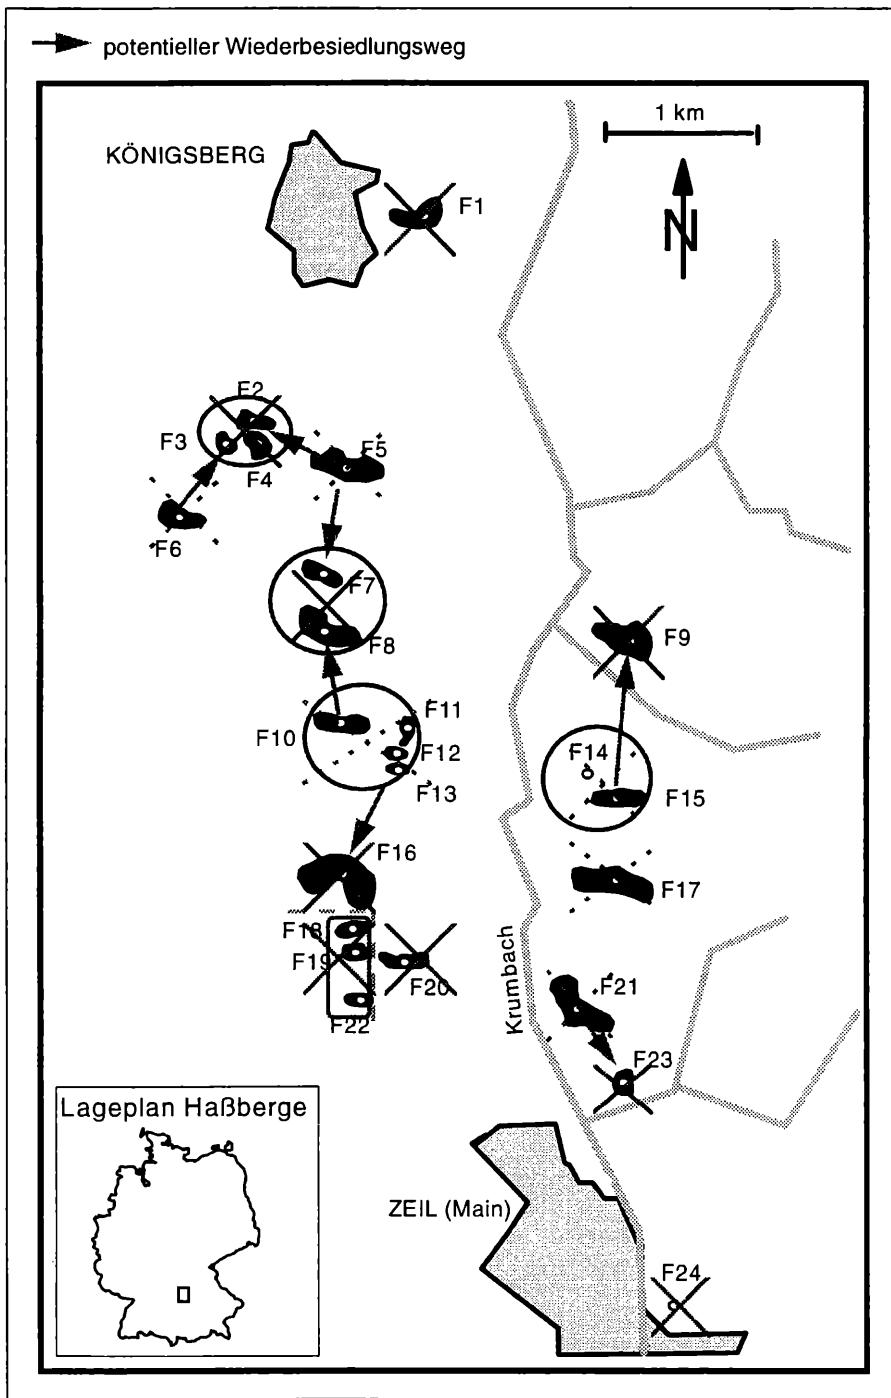 potentieller Wiederbesiedlungsweg
1 km
KÖNIGSBERG
N
F1
F2
F3
F4
F5
F6
F7
F8
F9
F10
F11
F12
F13
F14
F15
F16
F17
F18
F19
F20
F21
F22
F23
Krumbach
Lageplan Haßberge
ZEIL (Main)
F24